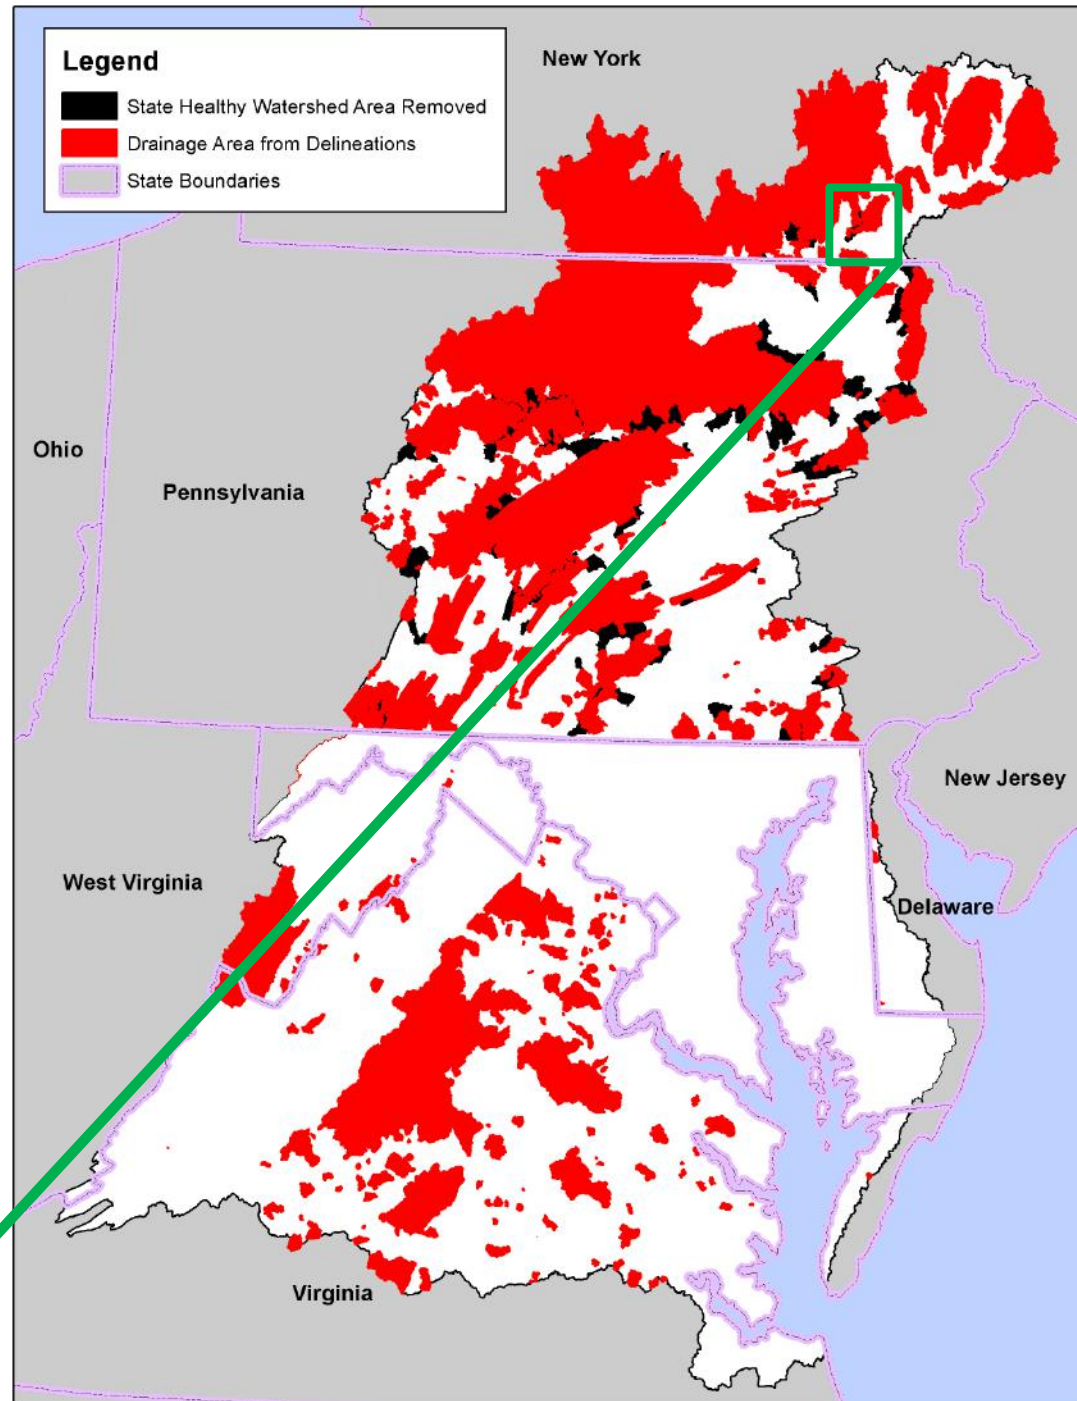 New York
Legend
State Healthy Watershed Area Removed
Drainage Area from Delineations
State Boundaries
Ohio
Pennsylvania
New Jersey
West Virginia
Delaware
Virginia